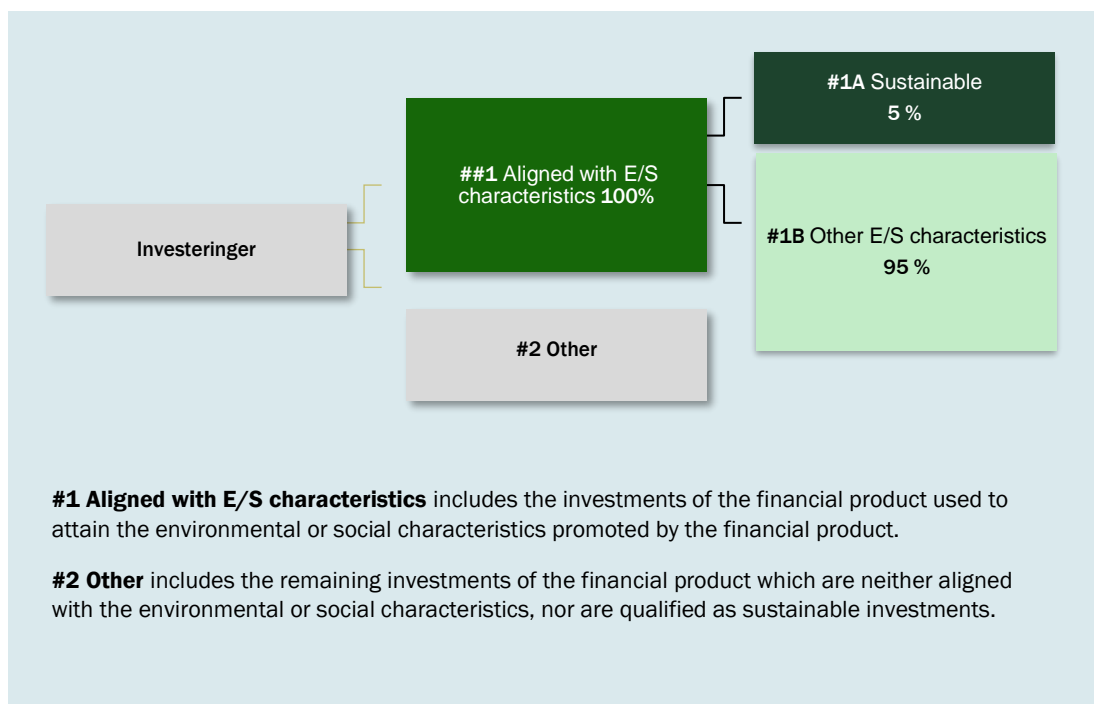 #1A Sustainable
5 %
##1 Aligned with E/S
characteristics 100%
#1B Other E/S characteristics
95 %
Investeringer
#2 Other
#1 Aligned with E/S characteristics includes the investments of the financial product used to
attain the environmental or social characteristics promoted by the financial product.
#2 Other includes the remaining investments of the financial product which are neither aligned
with the environmental or social characteristics, nor are qualified as sustainable investments.